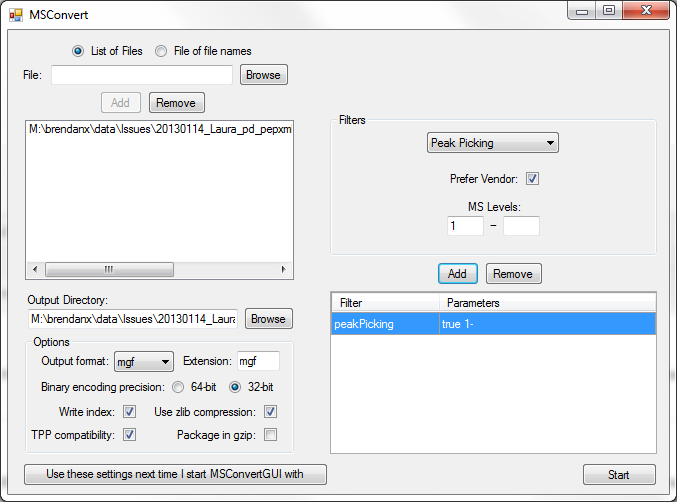 MSConvert
List of Files File of file names
File: Browse
Add Remove
M:\brendanx\data\Issues\20130114_Laura_pd_pepxm
Filters
Peak Picking
Prefer Vendor:
MS Levels:
1 –
Add Remove
Filter Parameters
peakPicking true 1-
Output Directory:
M:\brendanx\data\Issues\20130114_Laura Browse
Options
Output format: mgf Extension: mgf
Binary encoding precision: 64-bit 32-bit
Write index: Use zlib compression:
TPP compatibility: Package in gzip:
Use these settings next time I start MSConvertGUI with
Start